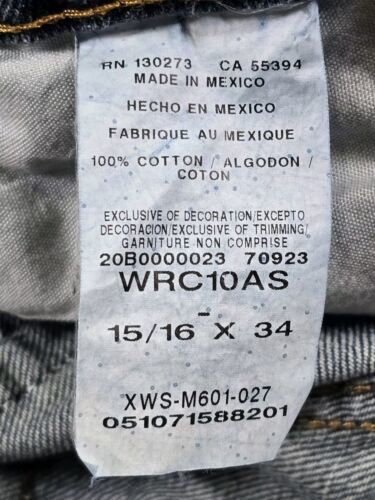 RN 130273 CA 55394
MADE IN MEXICO
HECHO EN MEXICO
FABRIQUE AU MEXIQUE
100% COTTON / ALGODON /
COTON
EXCLUSIVE OF DECORATION/EXCEPTO
DECORACION/EXCLUSIVE OF TRIMMING/
GARNITURE NON COMPRISE
20B0000023 70923
WRC10AS
-
15/16 X 34
XWS-M601-027
051071588201